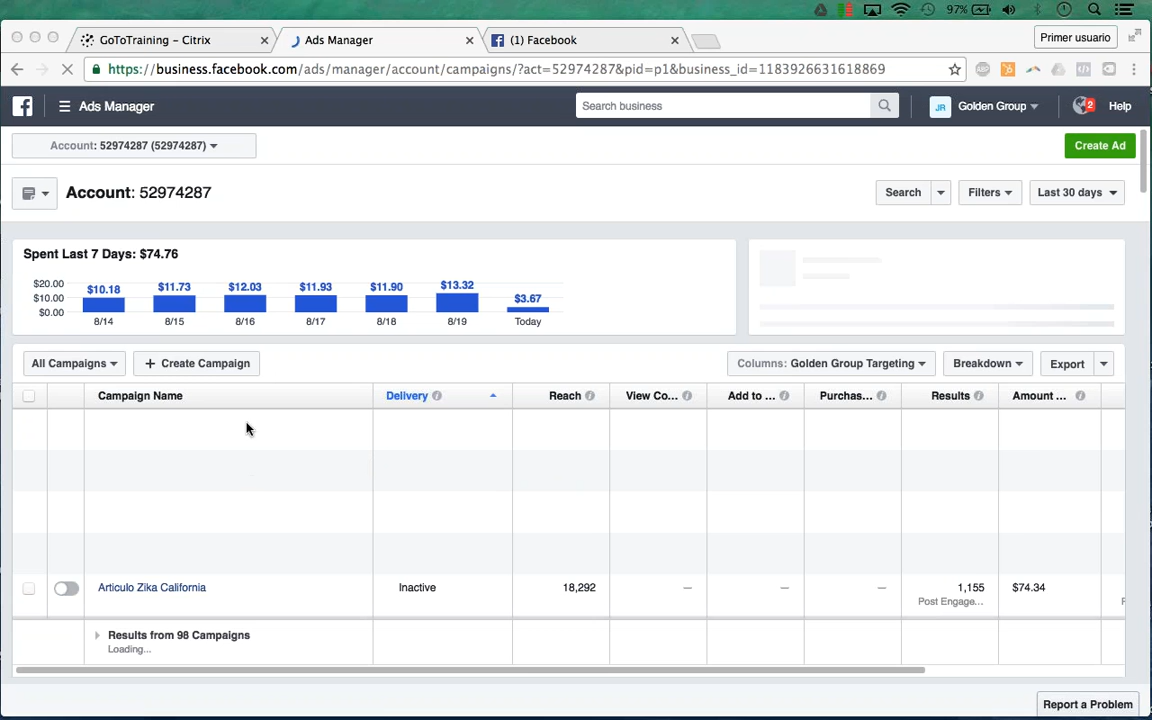 97%
GoToTraining – Citrix
Ads Manager
(1) Facebook
Primer usuario
https://business.facebook.com/ads/manager/account/campaigns/?act=52974287&pid=p1&business_id=1183926631618869
Ads Manager
Search business
JR
Golden Group
2
Help
Account: 52974287 (52974287)
Create Ad
Account: 52974287
Search
Filters
Last 30 days
Spent Last 7 Days: $74.76
$20.00
$10.00
$0.00
$10.18
$11.73
$12.03
$11.93
$11.90
$13.32
$3.67
8/14
8/15
8/16
8/17
8/18
8/19
Today
All Campaigns
+ Create Campaign
Columns: Golden Group Targeting
Breakdown
Export
Campaign Name
Delivery
Reach
View Co...
Add to ...
Purchas...
Results
Amount ...
Articulo Zika California
Inactive
18,292
—
—
—
1,155
$74.34
Post Engage...
Results from 98 Campaigns
Loading...
Report a Problem